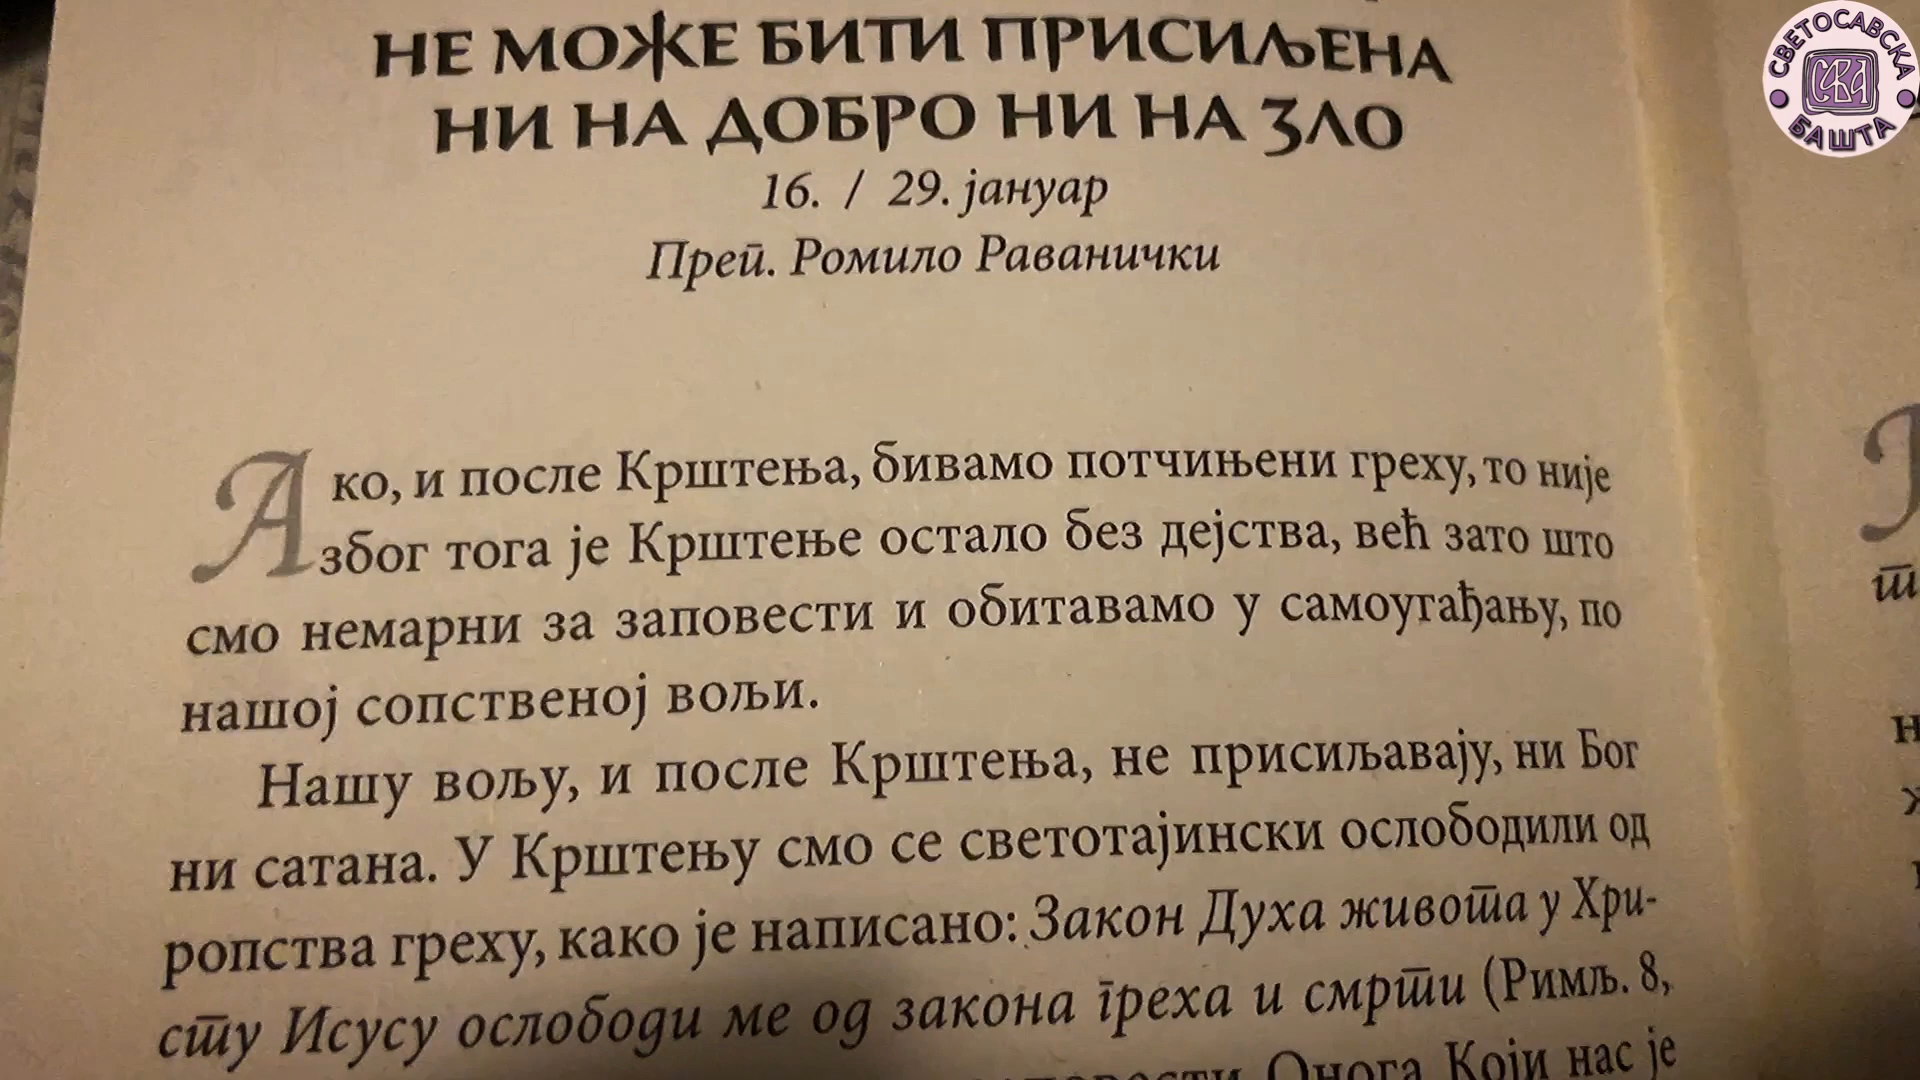 НЕ МОЖЕ БИТИ ПРИСИЉЕНА
НИ НА ДОБРО НИ НА ЗЛО
16. / 29. јануар
Преп. Ромило Раванички
Ако, и после Крштења, бивамо потчињени греху, то није
због тога је Крштење остало без дејства, већ зато што
смо немарни за заповести и обитавамо у самоугађању, по
нашој сопственој вољи.
Нашу вољу, и после Крштења, не присиљавају, ни Бог
ни сатана. У Крштењу смо се светотајински ослободили од
ропства греху, како је написано: Закон Духа живота у Хри-
сту Исусу ослободи ме од закона греха и смрти (Римљ. 8,
Онога Који нас је
СВЕТОСАВСКА
БАШТА